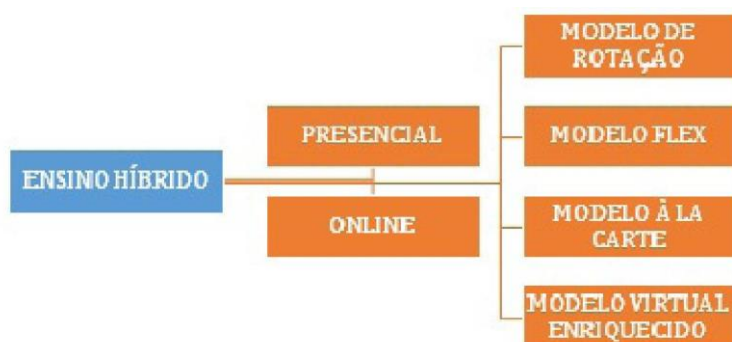 ENSINO HÍBRIDO
PRESENCIAL
ONLINE
MODELO DE
ROTAÇÃO
MODELO FLEX
MODELO À LA
CARTE
MODELO VIRTUAL
ENRIQUECIDO